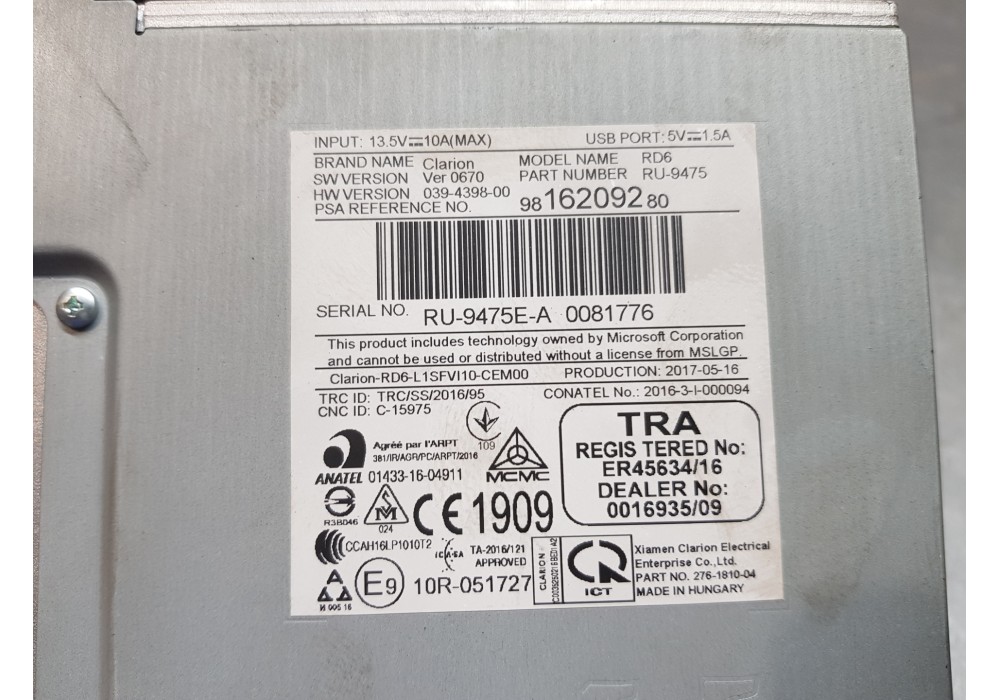 INPUT: 13.5V⎓10A(MAX) USB PORT: 5V⎓1.5A
BRAND NAME Clarion MODEL NAME RD6
SW VERSION Ver 0670 PART NUMBER RU-9475
HW VERSION 039-4398-00
PSA REFERENCE NO. 9816209280
SERIAL NO. RU-9475E-A 0081776
This product includes technology owned by Microsoft Corporation
and cannot be used or distributed without a license from MSLGP.
Clarion-RD6-L1SFVI10-CEM00 PRODUCTION: 2017-05-16
TRC ID: TRC/SS/2016/95 CONATEL No.: 2016-3-I-000094
CNC ID: C-15975
109
Agréé par l'ARPT
381/IR/AGR/PC/ARPT/2016
ANATEL 01433-16-04911
MCMC
TRA
REGIS TERED No:
ER45634/16
DEALER No:
0016935/09
R3B046
024
CE1909
CCAH16LP1010T2
ICASA
TA-2016/121
APPROVED
И 005 16
E9 10R-051727
CLARION
ICT
Xiamen Clarion Electrical
Enterprise Co.,Ltd.
PART NO. 276-1810-04
MADE IN HUNGARY